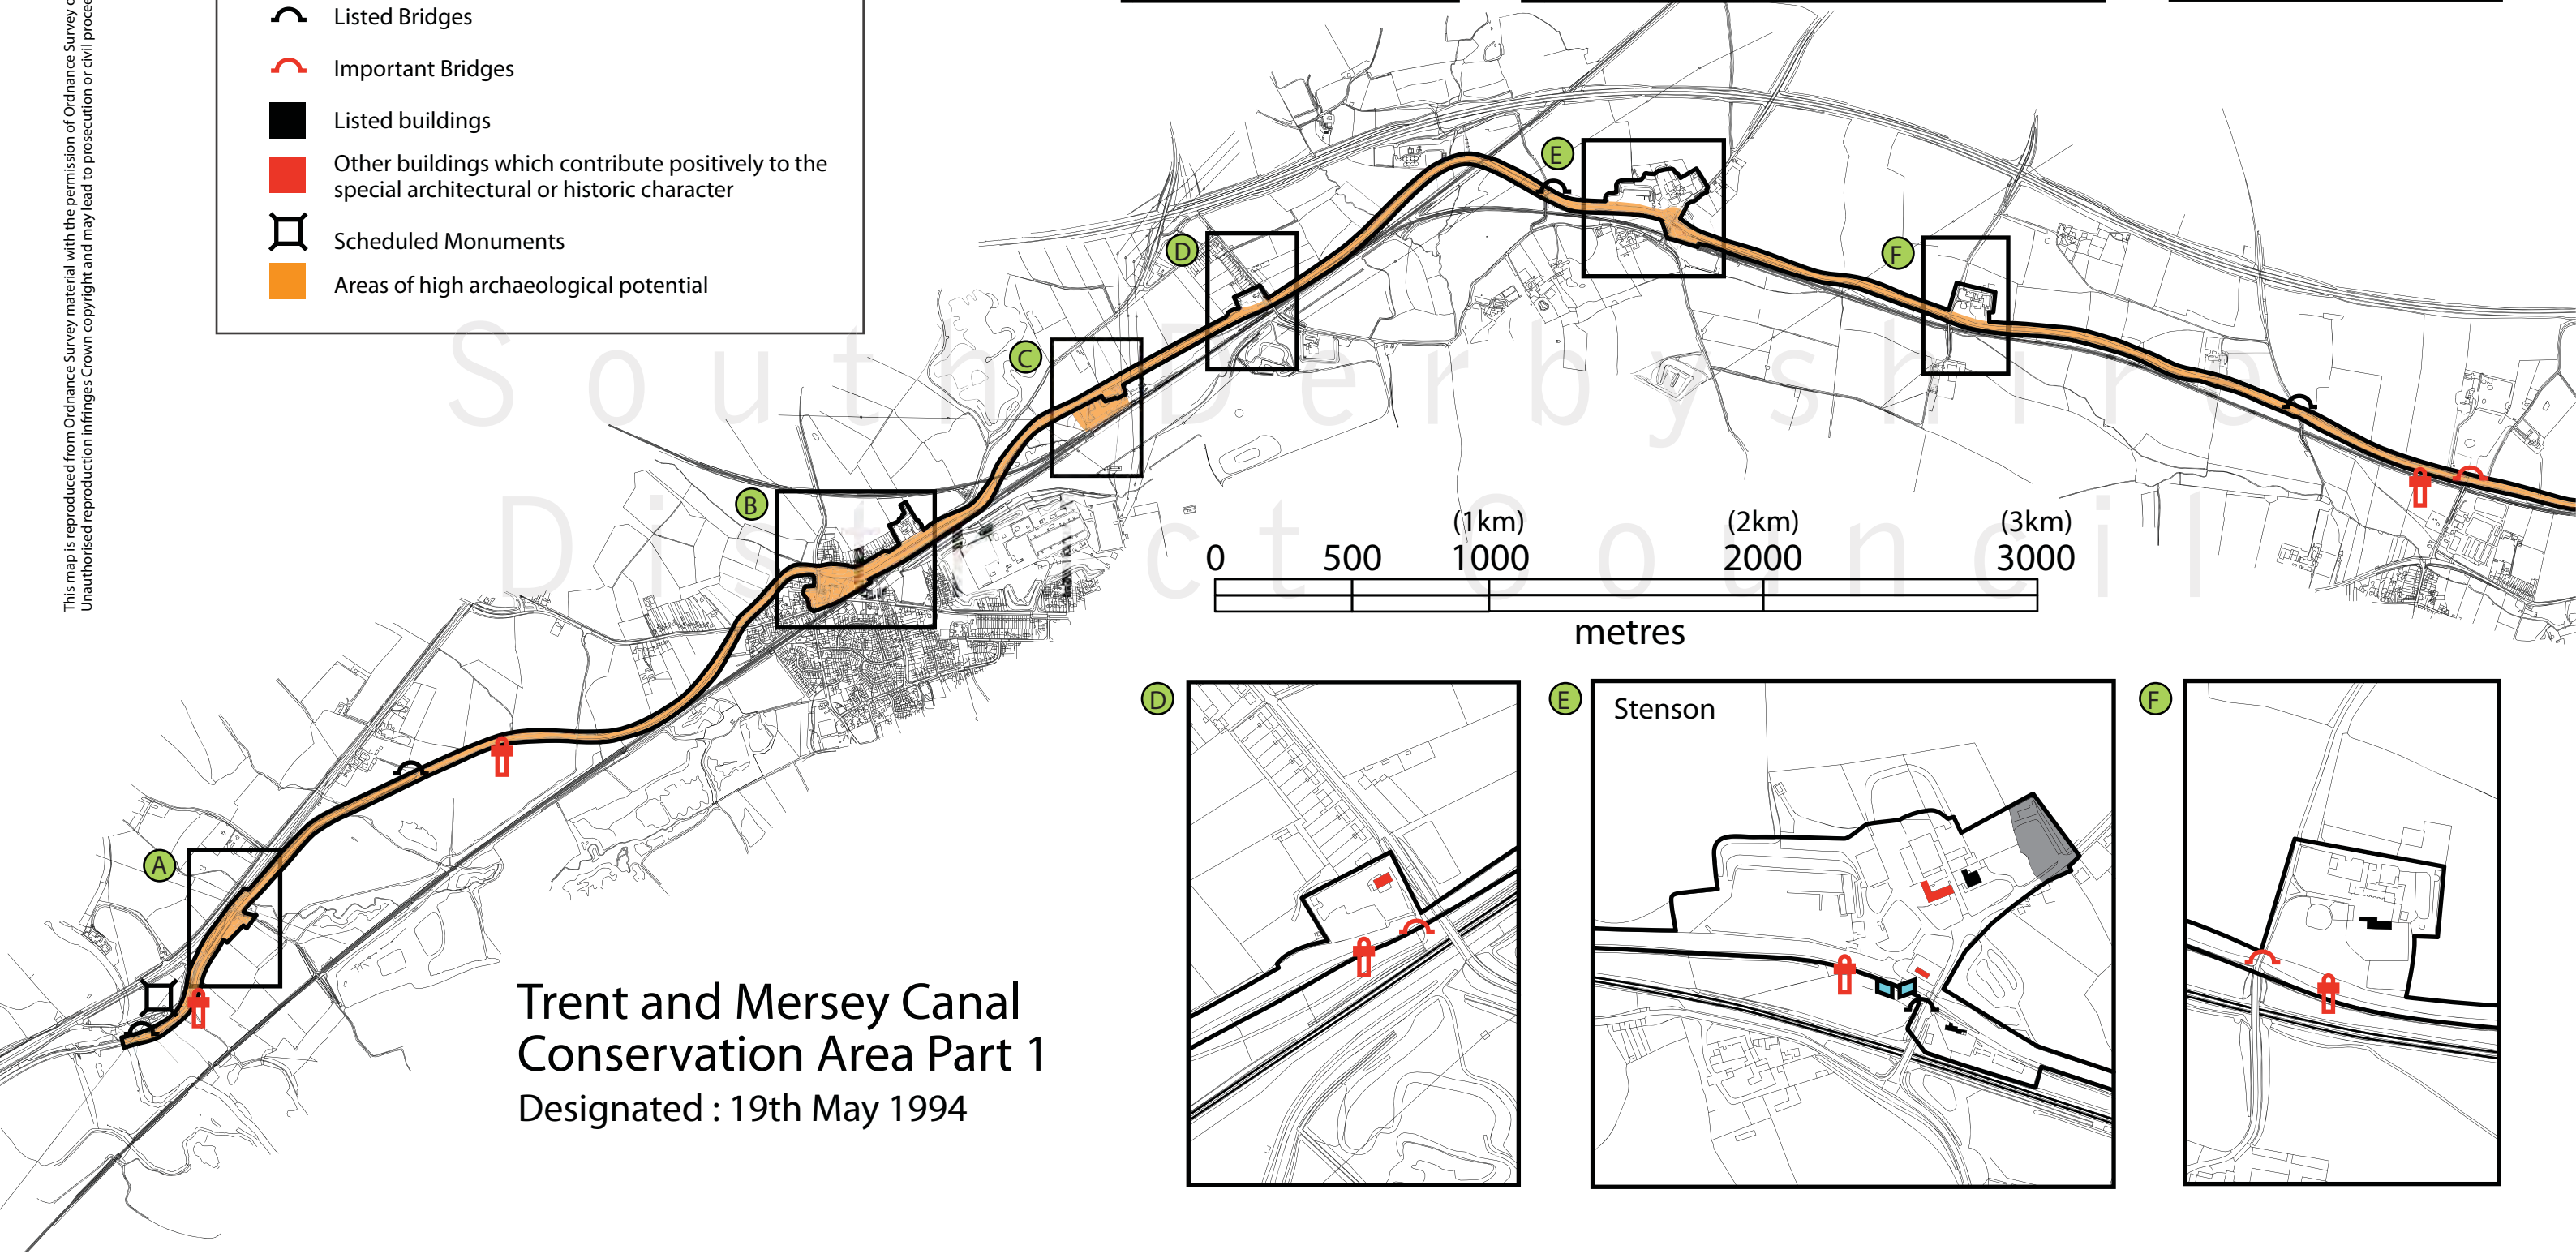 This map is reproduced from Ordnance Survey material with the permission of Ordnance Survey
Unauthorised reproduction infringes Crown copyright and may lead to prosecution or civil
Listed Bridges
Important Bridges
Listed buildings
Other buildings which contribute positively to the
special architectural or historic character
Scheduled Monuments
Areas of high archaeological potential
South Derbyshire
District Council
A
B
C
D
E
F
(1km) (2km) (3km)
0 500 1000 2000 3000
metres
D
E
Stenson
F
Trent and Mersey Canal
Conservation Area Part 1
Designated : 19th May 1994